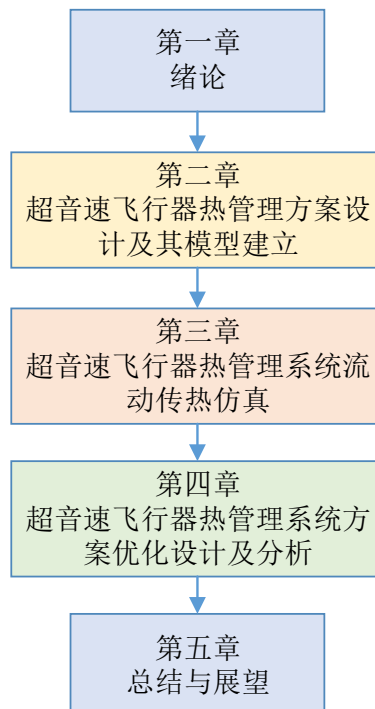 第一章
绪论
第二章
超音速飞行器热管理方案设
计及其模型建立
第三章
超音速飞行器热管理系统流
动传热仿真
第四章
超音速飞行器热管理系统方
案优化设计及分析
第五章
总结与展望